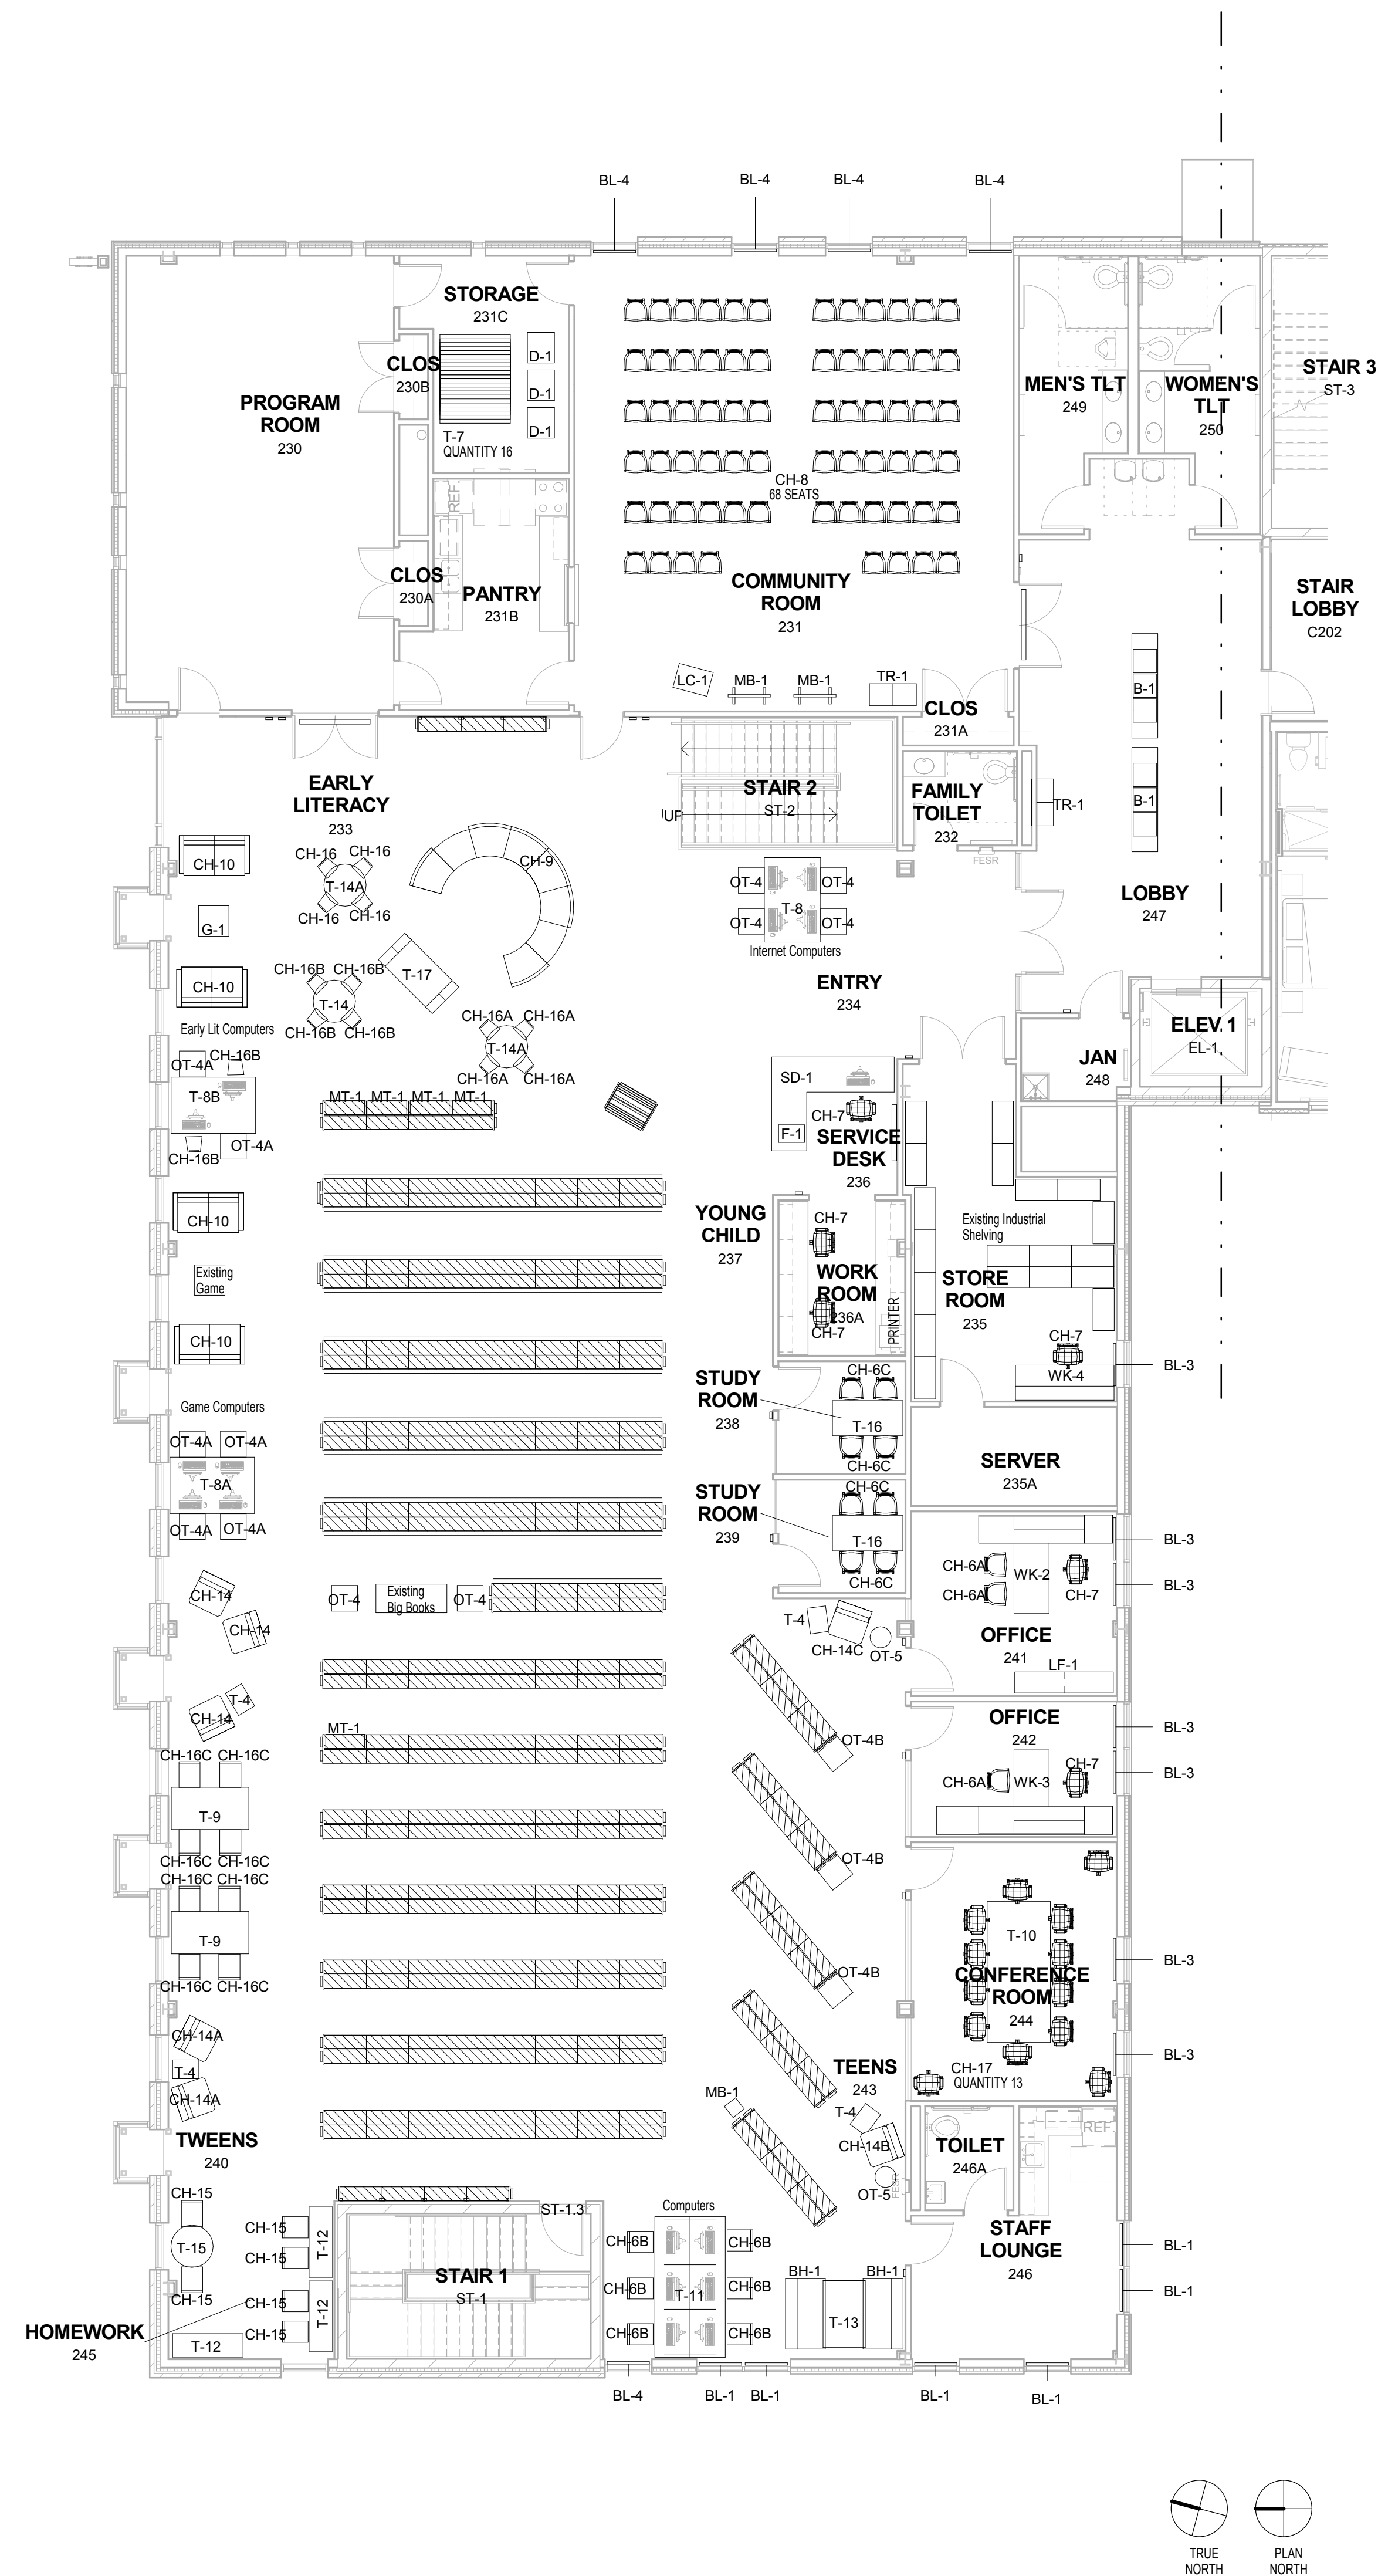 BL-4
BL-4
BL-4
BL-4
STORAGE
231C
CLOS
230B
D-1
D-1
D-1
T-7
QUANTITY 16
PROGRAM
ROOM
230
REF.
CLOS
230A
PANTRY
231B
CH-8
68 SEATS
COMMUNITY
ROOM
231
MEN'S TLT
249
WOMEN'S
TLT
250
STAIR 3
ST-3
STAIR
LOBBY
C202
LC-1
MB-1
MB-1
TR-1
CLOS
231A
B-1
B-1
EARLY
LITERACY
233
STAIR 2
ST-2
UP
FAMILY
TOILET
232
TR-1
FESR
CH-10
CH-16
CH-16
T-14A
CH-16
CH-16
CH-9
G-1
OT-4
OT-4
T-8
OT-4
OT-4
Internet Computers
LOBBY
247
CH-10
CH-16B
CH-16B
T-14
CH-16B
CH-16B
T-17
ENTRY
234
CH-16A
CH-16A
T-14A
CH-16A
CH-16A
Early Lit Computers
OT-4A
CH-16B
T-8B
CH-16B
OT-4A
MT-1
MT-1
MT-1
MT-1
SD-1
CH-7
F-1
SERVICE
DESK
236
JAN
248
ELEV. 1
EL-1
CH-10
YOUNG
CHILD
237
CH-7
WORK
ROOM
236A
CH-7
PRINTER
Existing Industrial
Shelving
STORE
ROOM
235
CH-7
WK-4
BL-3
Existing
Game
CH-10
STUDY
ROOM
238
CH-6C
T-16
CH-6C
Game Computers
OT-4A
OT-4A
T-8A
OT-4A
OT-4A
SERVER
235A
STUDY
ROOM
239
CH-6C
T-16
CH-6C
BL-3
BL-3
CH-6A
CH-6A
WK-2
CH-7
OFFICE
241
LF-1
CH-14
CH-14
OT-4
Existing
Big Books
OT-4
T-4
CH-14C
OT-5
T-4
CH-14
MT-1
OT-4B
OFFICE
242
CH-6A
WK-3
CH-7
BL-3
BL-3
CH-16C
CH-16C
T-9
CH-16C
CH-16C
CH-16C
CH-16C
T-9
CH-16C
CH-16C
OT-4B
OT-4B
T-10
CONFERENCE
ROOM
244
CH-17
QUANTITY 13
BL-3
BL-3
CH-14A
T-4
CH-14A
TEENS
243
MB-1
T-4
CH-14B
OT-5
FESR
TWEENS
240
TOILET
246A
REF.
CH-15
T-15
CH-15
CH-15
CH-15
T-12
CH-15
CH-15
T-12
T-12
HOMEWORK
245
ST-1.3
STAIR 1
ST-1
Computers
CH-6B
CH-6B
CH-6B
CH-6B
T-11
CH-6B
CH-6B
BH-1
BH-1
T-13
STAFF
LOUNGE
246
BL-1
BL-1
BL-4
BL-1
BL-1
BL-1
BL-1
TRUE
NORTH
PLAN
NORTH